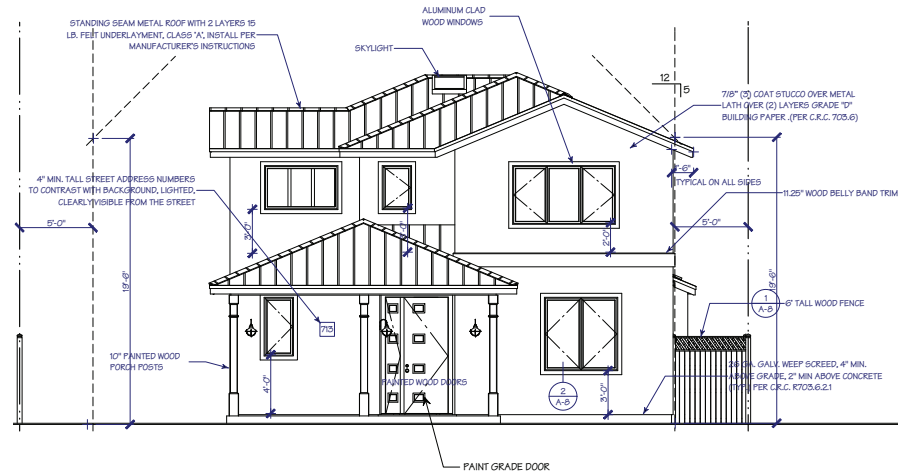 STANDING SEAM METAL ROOF WITH 2 LAYERS 15
LB. FELT UNDERLAYMENT, CLASS 'A', INSTALL PER
MANUFACTURER'S INSTRUCTIONS
SKYLIGHT
ALUMINUM CLAD
WOOD WINDOWS
12
5
7/8" (3) COAT STUCCO OVER METAL
LATH OVER (2) LAYERS GRADE "D"
BUILDING PAPER .(PER C.R.C. 703.6)
4" MIN. TALL STREET ADDRESS NUMBERS
TO CONTRAST WITH BACKGROUND, LIGHTED,
CLEARLY VISIBLE FROM THE STREET
TYPICAL ON ALL SIDES
11.25" WOOD BELLY BAND TRIM
5'-0"
5'-0"
3'-0"
2'-0"
19'-6"
19'-6"
1
A-8
6' TALL WOOD FENCE
713
10" PAINTED WOOD
PORCH POSTS
PAINTED WOOD DOORS
26 GA. GALV. WEEP SCREED, 4" MIN.
ABOVE GRADE, 2" MIN ABOVE CONCRETE
(TYP.) PER C.R.C. R703.6.2.1
4'-0"
2
A-8
3'-0"
PAINT GRADE DOOR